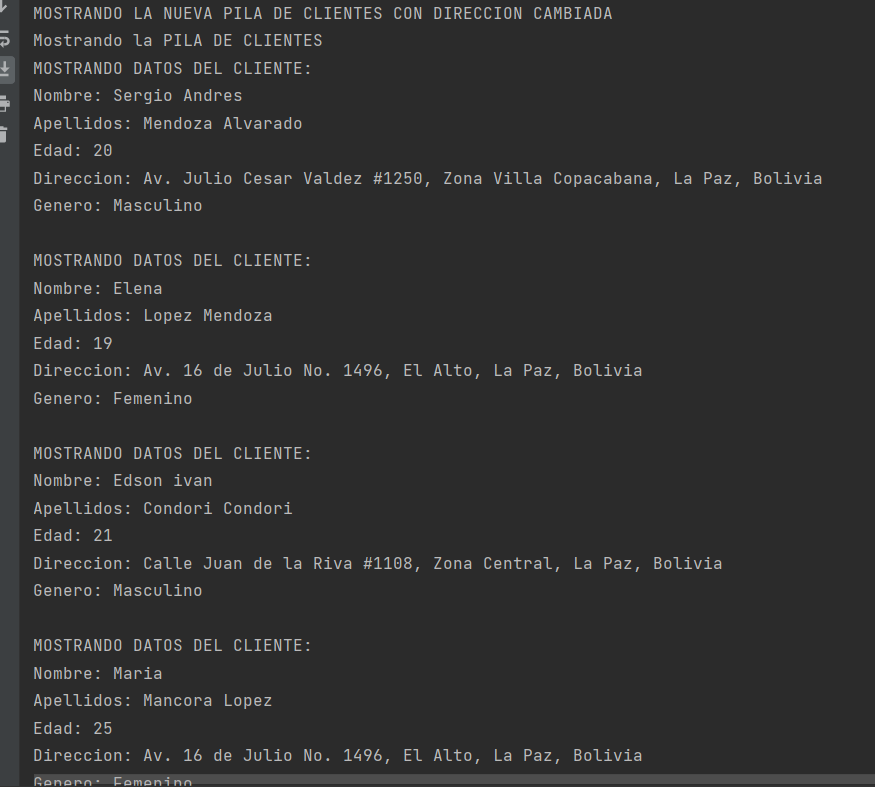 MOSTRANDO LA NUEVA PILA DE CLIENTES CON DIRECCION CAMBIADA
Mostrando la PILA DE CLIENTES
MOSTRANDO DATOS DEL CLIENTE:
Nombre: Sergio Andres
Apellidos: Mendoza Alvarado
Edad: 20
Direccion: Av. Julio Cesar Valdez #1250, Zona Villa Copacabana, La Paz, Bolivia
Genero: Masculino

MOSTRANDO DATOS DEL CLIENTE:
Nombre: Elena
Apellidos: Lopez Mendoza
Edad: 19
Direccion: Av. 16 de Julio No. 1496, El Alto, La Paz, Bolivia
Genero: Femenino

MOSTRANDO DATOS DEL CLIENTE:
Nombre: Edson ivan
Apellidos: Condori Condori
Edad: 21
Direccion: Calle Juan de la Riva #1108, Zona Central, La Paz, Bolivia
Genero: Masculino

MOSTRANDO DATOS DEL CLIENTE:
Nombre: Maria
Apellidos: Mancora Lopez
Edad: 25
Direccion: Av. 16 de Julio No. 1496, El Alto, La Paz, Bolivia
Genero: Femenino